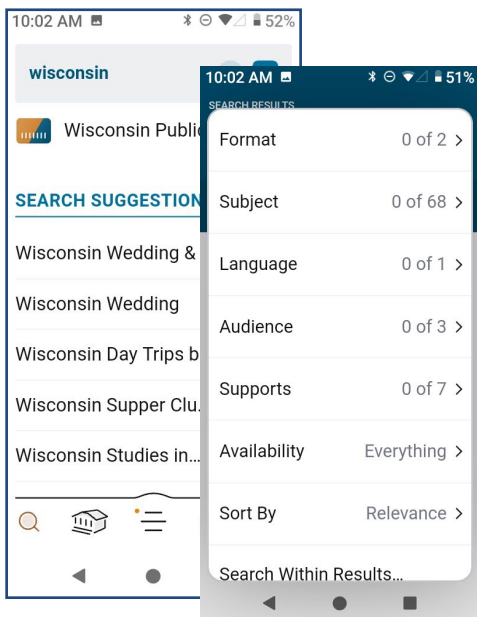 10:02 AM 52%
wisconsin
Wisconsin Public
SEARCH SUGGESTION
Wisconsin Wedding &
Wisconsin Wedding
Wisconsin Day Trips b
Wisconsin Supper Clu.
Wisconsin Studies in...
10:02 AM 51%
SEARCH RESULTS
Format 0 of 2 >
Subject 0 of 68 >
Language 0 of 1 >
Audience 0 of 3 >
Supports 0 of 7 >
Availability Everything >
Sort By Relevance >
Search Within Results...